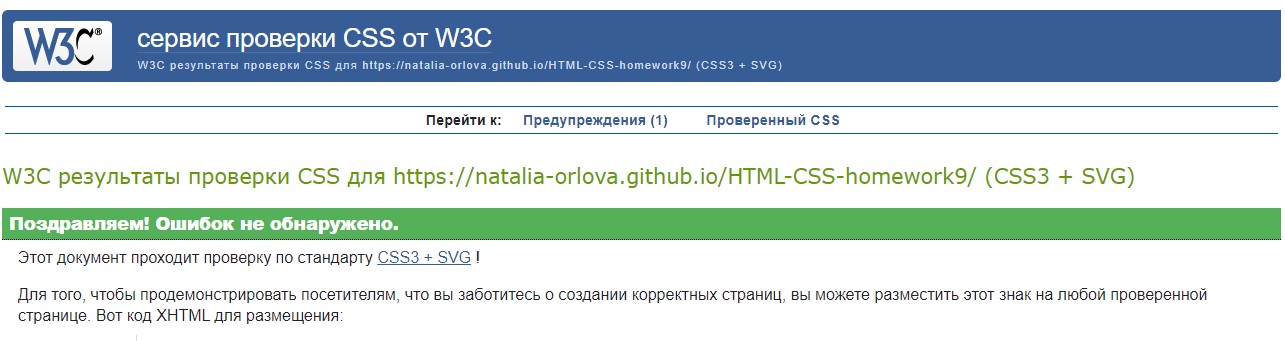 W3C®
сервис проверки CSS от W3C
W3C результаты проверки CSS для https://natalia-orlova.github.io/HTML-CSS-homework9/ (CSS3 + SVG)
Перейти к: Предупреждения (1) Проверенный CSS
W3C результаты проверки CSS для https://natalia-orlova.github.io/HTML-CSS-homework9/ (CSS3 + SVG)
Поздравляем! Ошибок не обнаружено.
Этот документ проходит проверку по стандарту CSS3 + SVG !
Для того, чтобы продемонстрировать посетителям, что вы заботитесь о создании корректных страниц, вы можете разместить этот знак на любой проверенной
странице. Вот код XHTML для размещения: